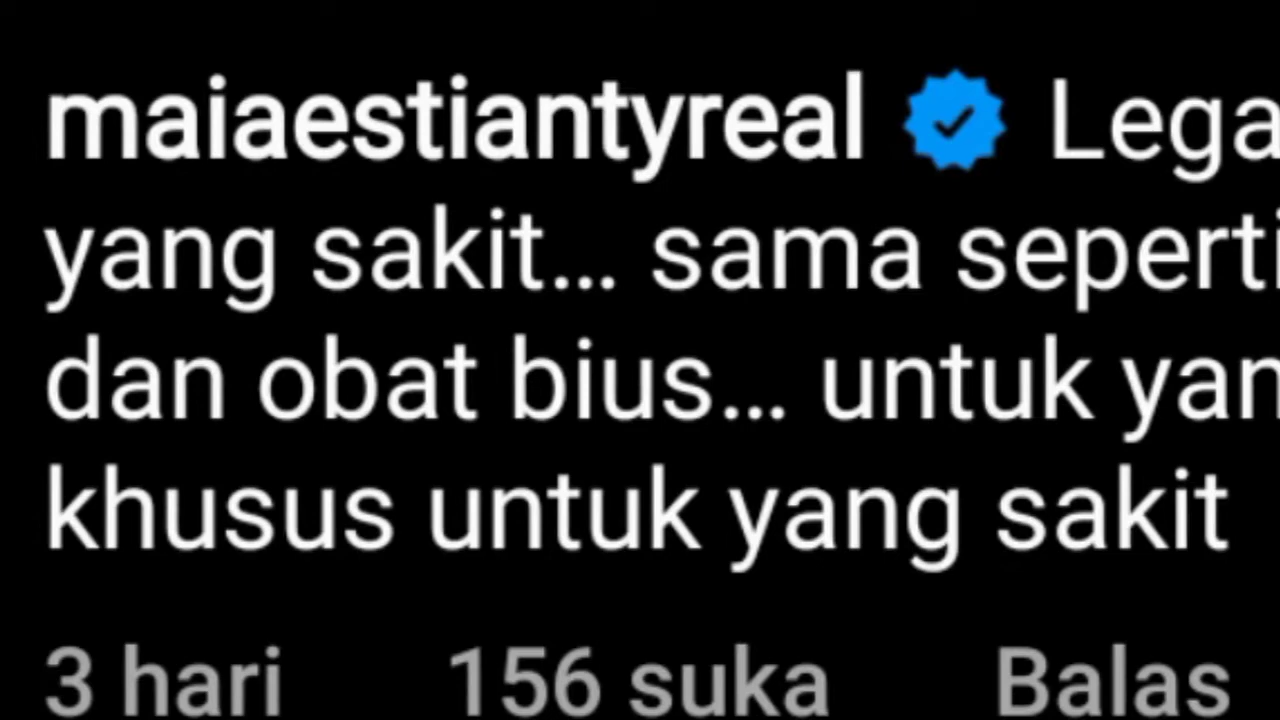 maiaestiantyreal Lega
yang sakit... sama seperti
dan obat bius... untuk yan
khusus untuk yang sakit
3 hari 156 suka Balas